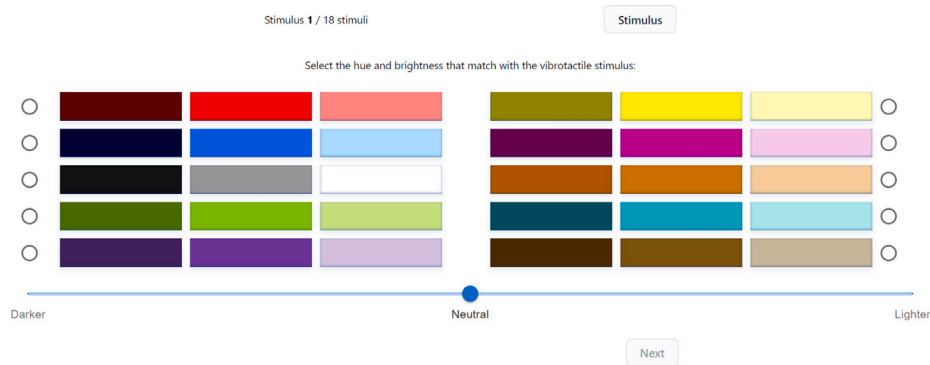 Stimulus 1 / 18 stimuli
Stimulus
Select the hue and brightness that match with the vibrotactile stimulus:
Darker
Neutral
Lighter
Next